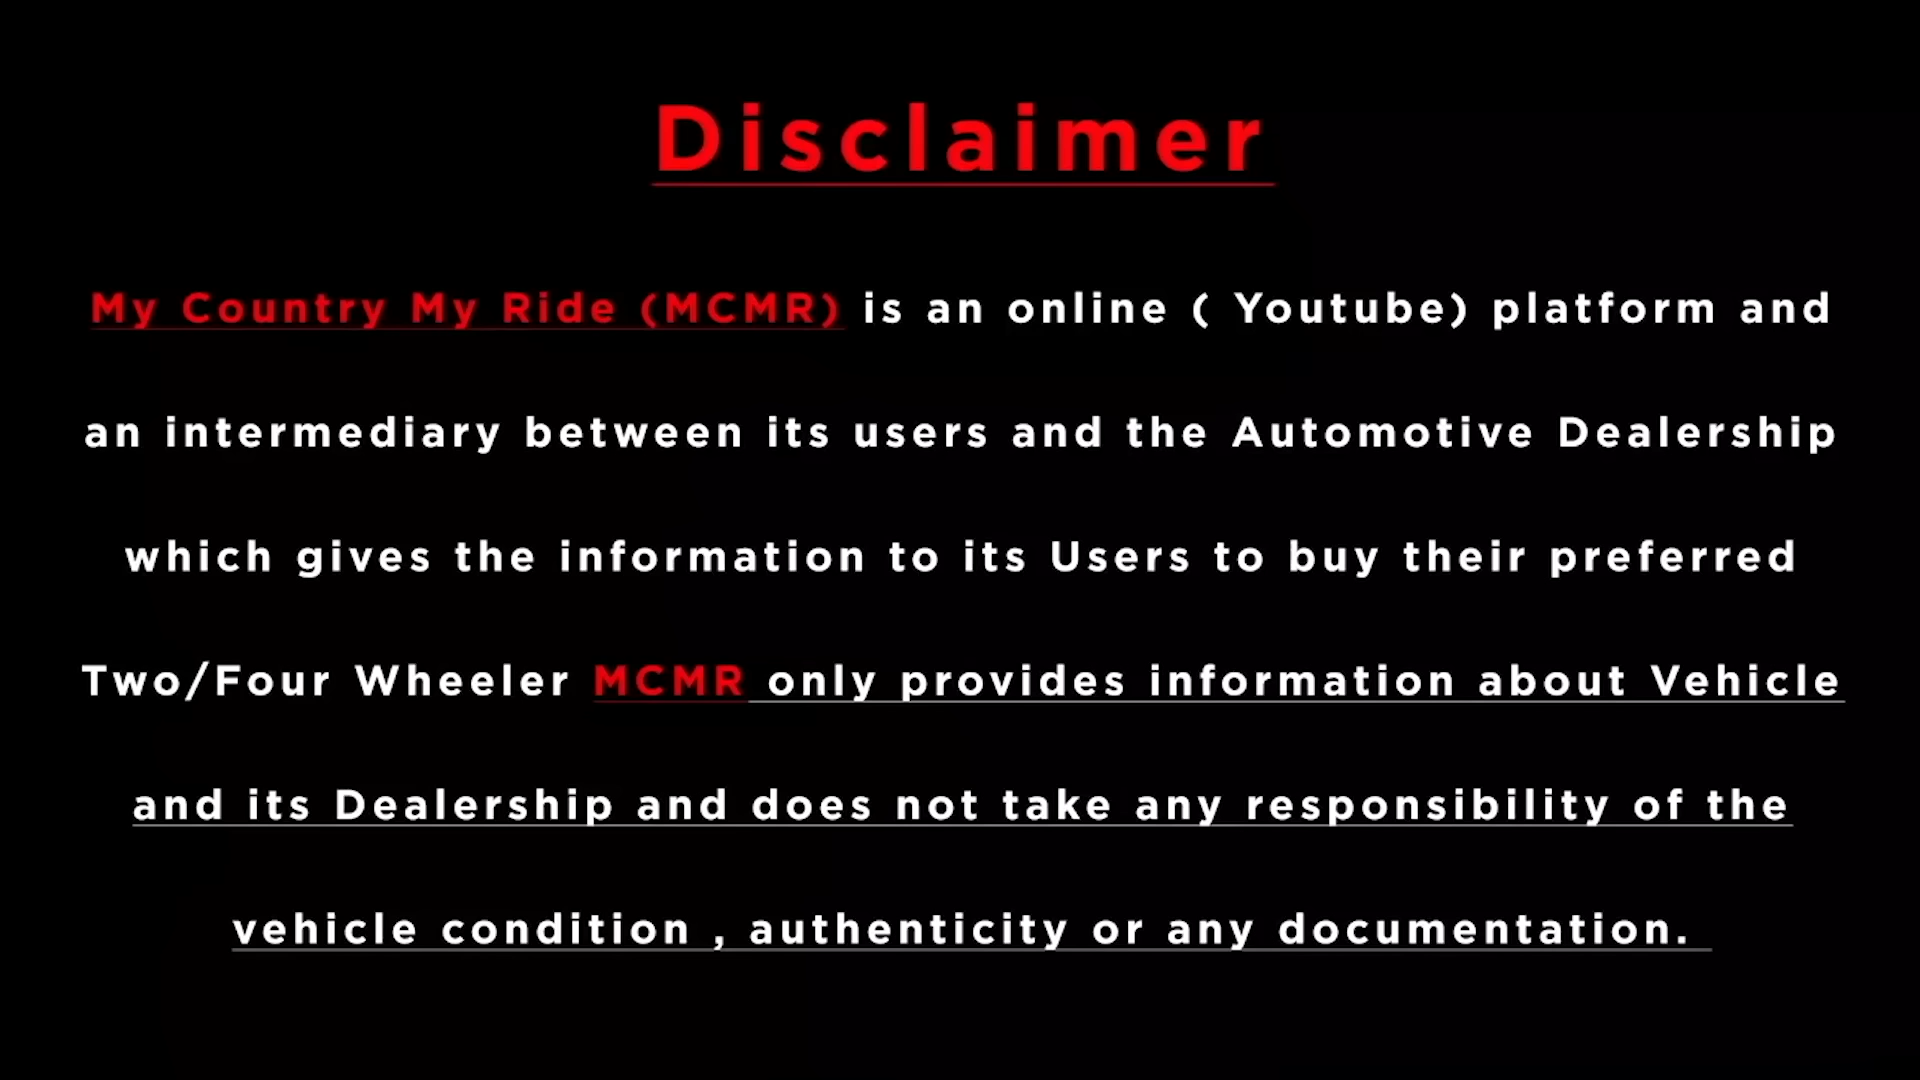 Disclaimer
My Country My Ride (MCMR) is an online ( Youtube) platform and
an intermediary between its users and the Automotive Dealership
which gives the information to its Users to buy their preferred
Two/Four Wheeler MCMR only provides information about Vehicle
and its Dealership and does not take any responsibility of the
vehicle condition , authenticity or any documentation.